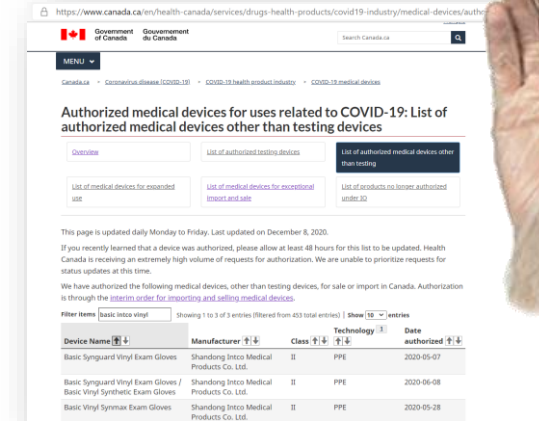 https://www.canada.ca/en/health-canada/services/drugs-health-products/covid19-industry/medical-devices/autho
Government of Canada
Gouvernement du Canada
Search Canada.ca
MENU
Canada.ca > Coronavirus disease (COVID-19) > COVID-19 health product industry > COVID-19 medical devices
Authorized medical devices for uses related to COVID-19: List of
authorized medical devices other than testing devices
Overview
List of authorized testing devices
List of authorized medical devices other
than testing
List of medical devices for expanded
use
List of medical devices for exceptional
import and sale
List of products no longer authorized
under IO
This page is updated daily Monday to Friday. Last updated on December 8, 2020.
If you recently learned that a device was authorized, please allow at least 48 hours for this list to be updated. Health
Canada is receiving an extremely high volume of requests for authorization. We are unable to prioritize requests for
status updates at this time.
We have authorized the following medical devices, other than testing devices, for sale or import in Canada. Authorization
is through the interim order for importing and selling medical devices.
Filter items basic intco vinyl Showing 1 to 3 of 3 entries (filtered from 453 total entries) | Show 10 entries
Device Name Manufacturer Class Technology 3 Date authorized
Basic Synguard Vinyl Exam Gloves Shandong Intco Medical Products Co. Ltd. II PPE 2020-05-07
Basic Vinyl Synguard Exam Gloves / Basic Vinyl Synthetic Exam Gloves Shandong Intco Medical Products Co. Ltd. II PPE 2020-06-08
Basic Vinyl Synmax Exam Gloves Shandong Intco Medical Products Co. Ltd. II PPE 2020-05-28